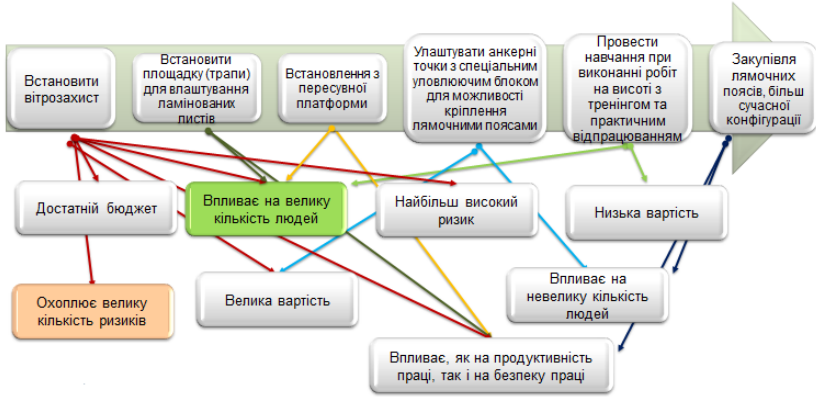 Встановити
вітрозахист
Встановити
площадку (трапи)
для влаштування
ламінованих
листів
Встановлення з
пересувної
платформи
Улаштувати анкерні
точки з спеціальним
уловлюючим блоком
для можливості
кріплення
лямочними поясами
Провести
навчання при
виконанні робіт
на висоті з
тренінгом та
практичним
відпрацюванням
Закупівля
лямочних
поясів, більш
сучасної
конфігурації
Достатній бюджет
Впливає на велику
кількість людей
Найбільш високий
ризик
Низька вартість
Охоплює велику
кількість ризиків
Велика вартість
Впливає на
невелику кількість
людей
Впливає, як на продуктивність
праці, так і на безпеку праці